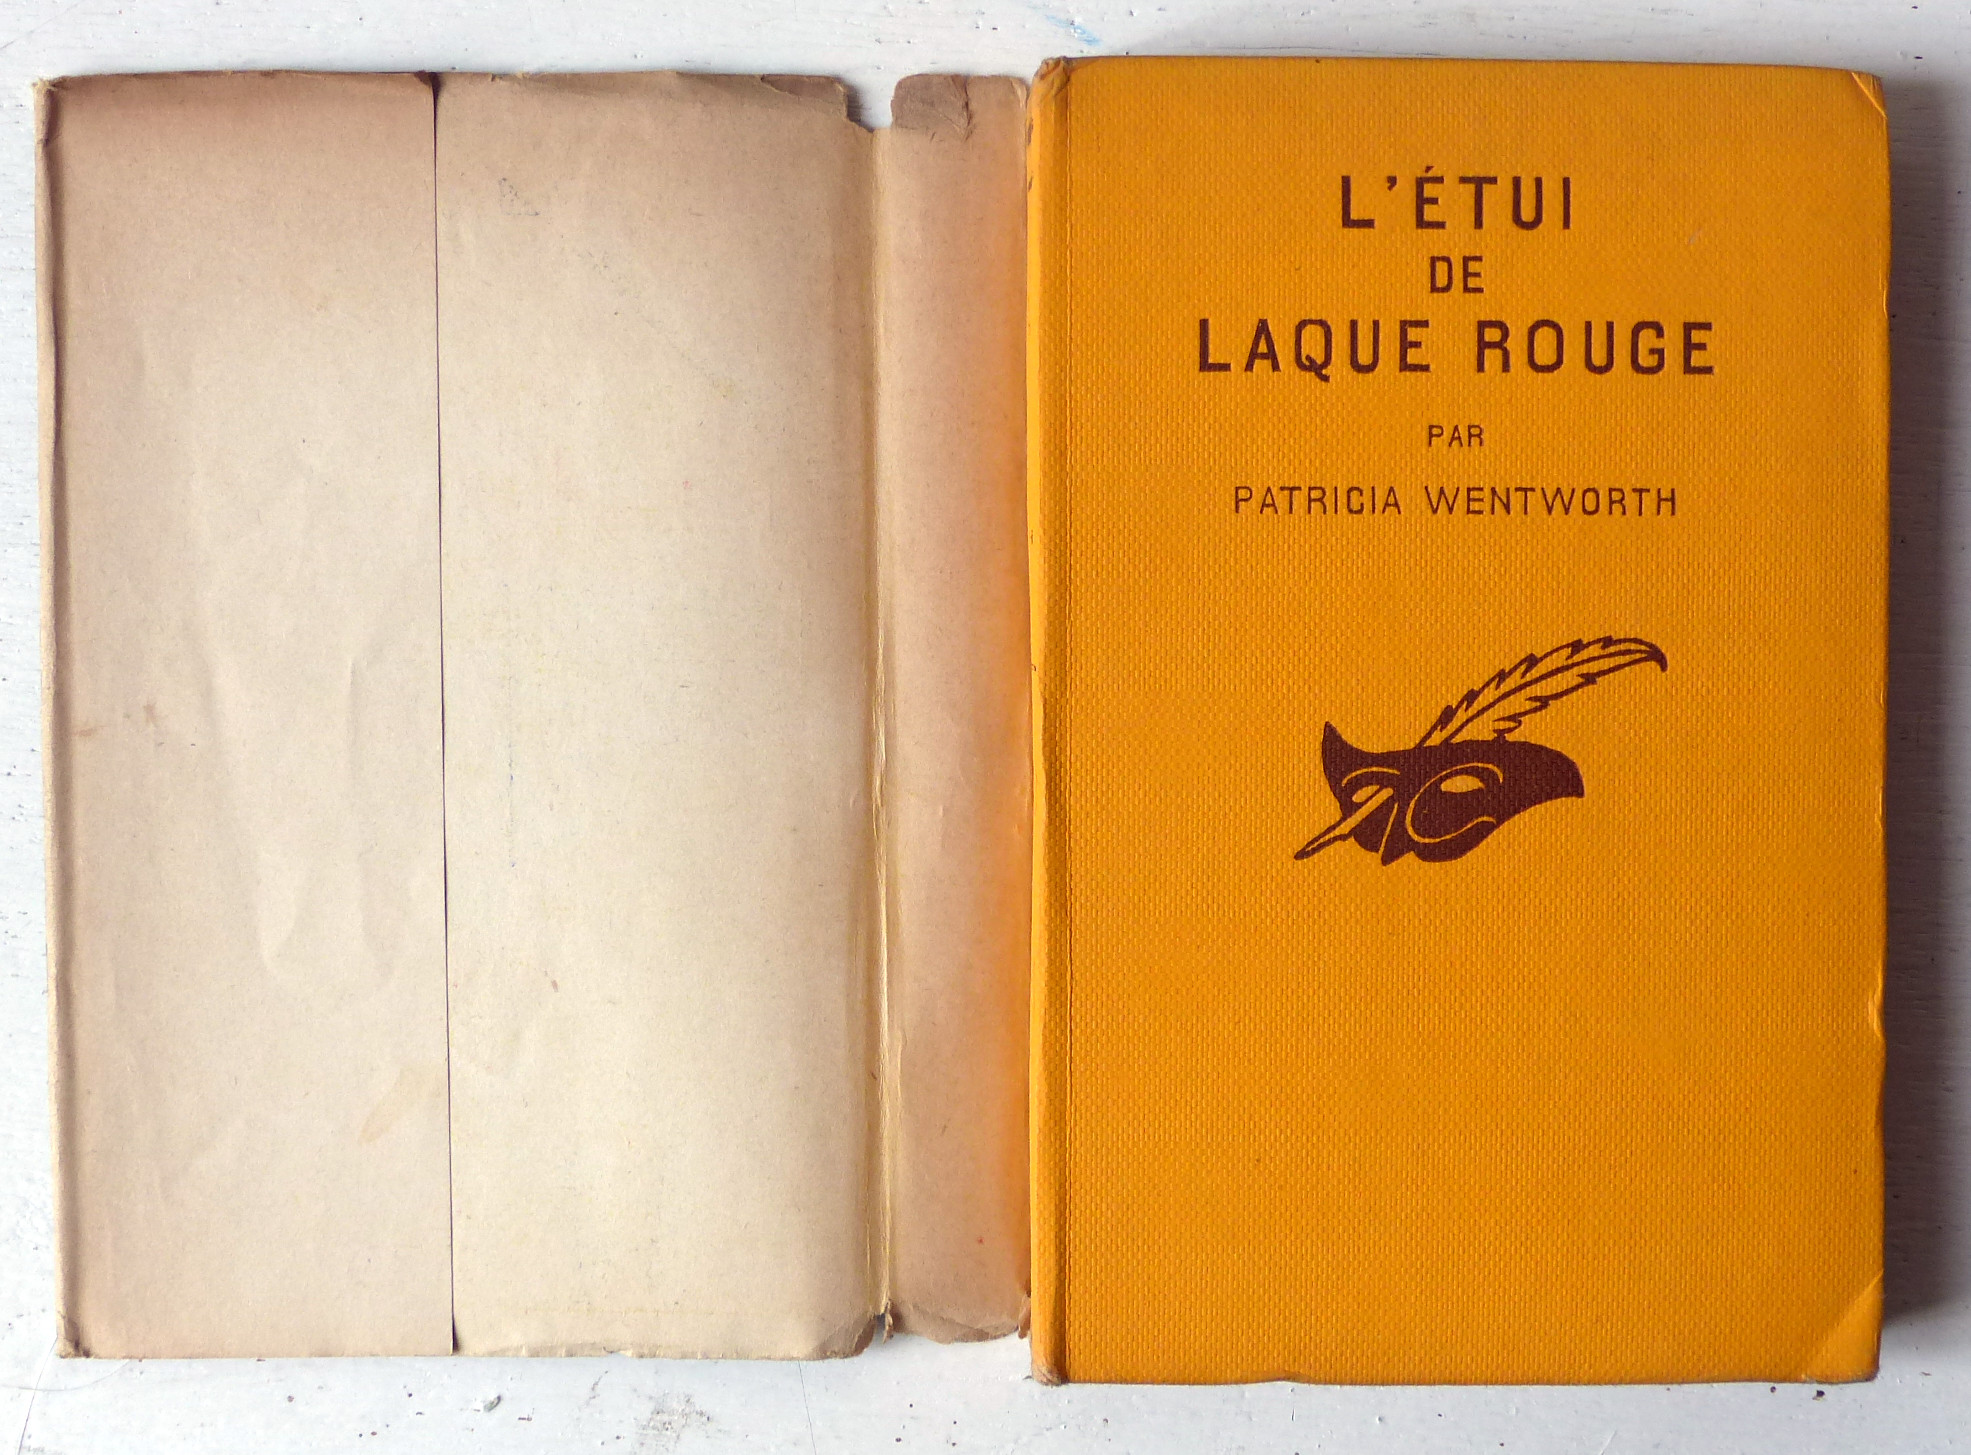 L'ÉTUI
DE
LAQUE ROUGE
PAR
PATRICIA WENTWORTH